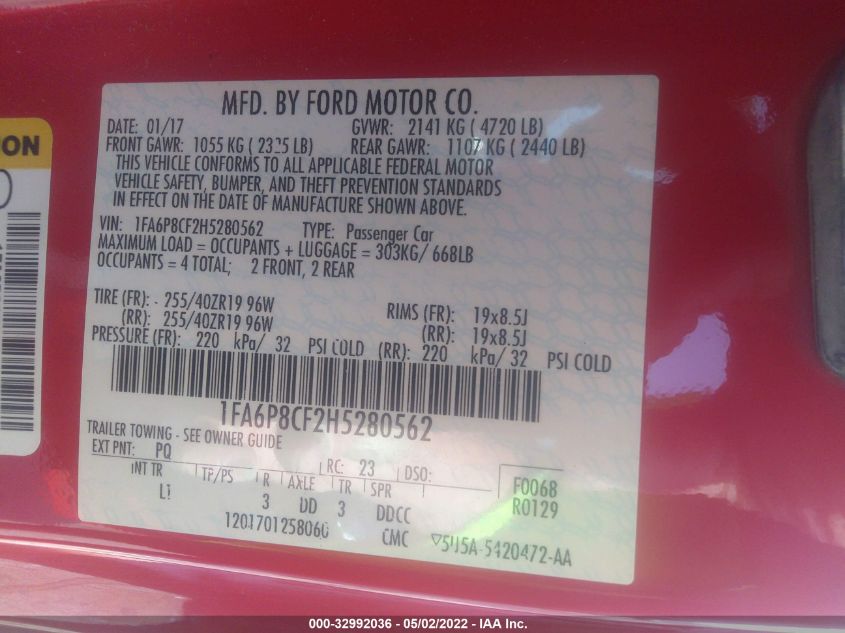 MFD. BY FORD MOTOR CO.
DATE: 01/17 GVWR: 2141 KG ( 4720 LB)
FRONT GAWR: 1055 KG ( 2325 LB) REAR GAWR: 1107 KG ( 2440 LB)
THIS VEHICLE CONFORMS TO ALL APPLICABLE FEDERAL MOTOR
VEHICLE SAFETY, BUMPER, AND THEFT PREVENTION STANDARDS
IN EFFECT ON THE DATE OF MANUFACTURE SHOWN ABOVE.
VIN: 1FA6P8CF2H5280562 TYPE: Passenger Car
MAXIMUM LOAD = OCCUPANTS + LUGGAGE = 303KG/ 668LB
OCCUPANTS = 4 TOTAL; 2 FRONT, 2 REAR
TIRE (FR): 255/40ZR19 96W RIMS (FR): 19x8.5J
(RR): 255/40ZR19 96W (RR): 19x8.5J
PRESSURE (FR): 220 kPa/ 32 PSI COLD (RR): 220 kPa/ 32 PSI COLD
1FA6P8CF2H5280562
TRAILER TOWING - SEE OWNER GUIDE
EXT PNT: PQ RC: 23 DSO: F0068
INT TR TP/PS R AXLE TR SPR R0129
3 DD 3 DDCC
1201701258060 CMC 5U5A-5420472-AA
000-32992036 - 05/02/2022 - IAA Inc.